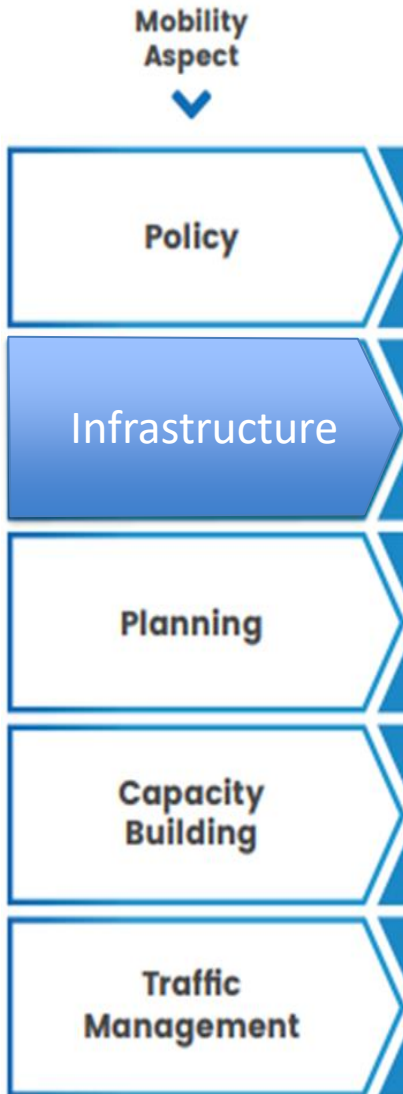 Mobility
Aspect
Policy
Infrastructure
Planning
Capacity
Building
Traffic
Management